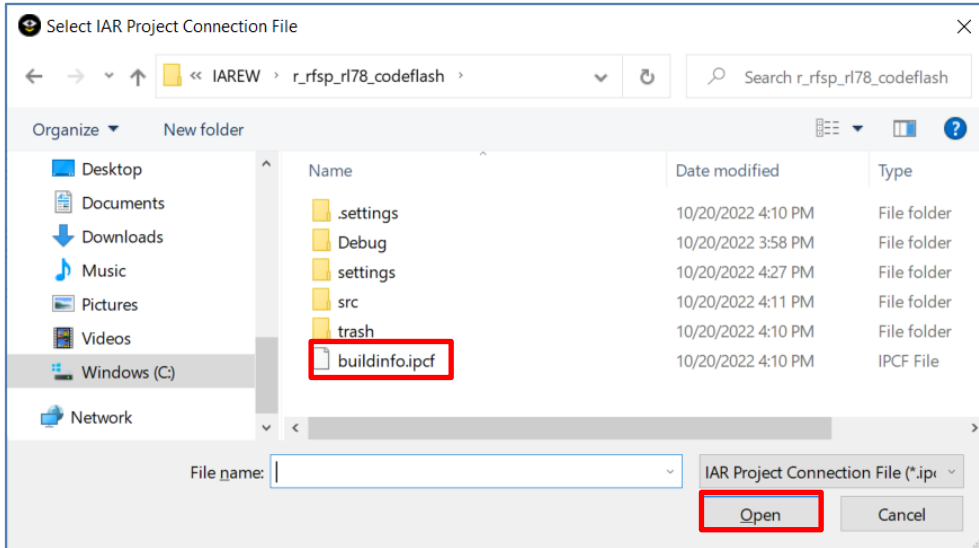 Select IAR Project Connection File
« IAREW › r_rfsp_rl78_codeflash ›
Search r_rfsp_rl78_codeflash
Organize New folder
Name Date modified Type
Desktop
Documents
Downloads
Music
Pictures
Videos
Windows (C:)
Network
.settings 10/20/2022 4:10 PM File folder
Debug 10/20/2022 3:58 PM File folder
settings 10/20/2022 4:27 PM File folder
src 10/20/2022 4:11 PM File folder
trash 10/20/2022 4:10 PM File folder
buildinfo.ipcf 10/20/2022 4:10 PM IPCF File
File name: IAR Project Connection File (*.ipc
Open Cancel